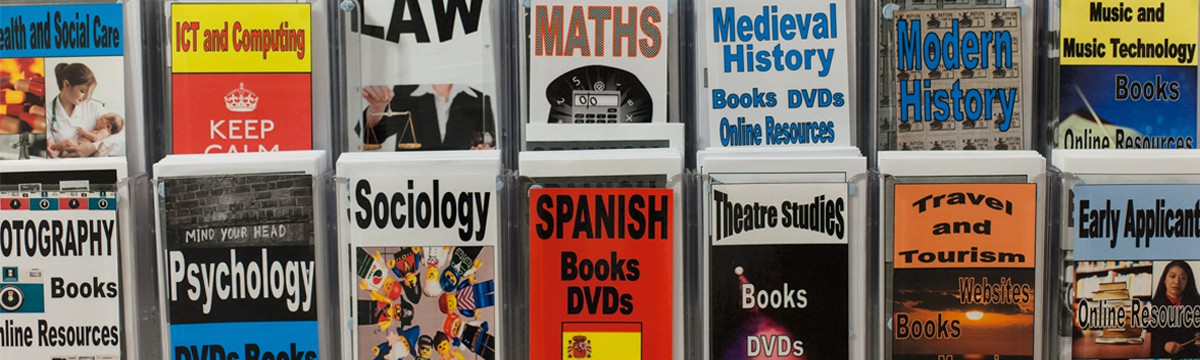 ealth and Social Care
ICT and Computing
KEEP
CALM
LAW
MATHS
Medieval
History
Books DVDs
Online Resources
Modern
History
Music and
Music Technology
Books
Online Resources
OTOGRAPHY
Books
nline Resources
MIND YOUR HEAD
Psychology
DVDs Books
Sociology
SPANISH
Books
DVDs
Theatre Studies
Books
DVDs
Travel
and
Tourism
Websites
Books
Early Applicant
Online Resources